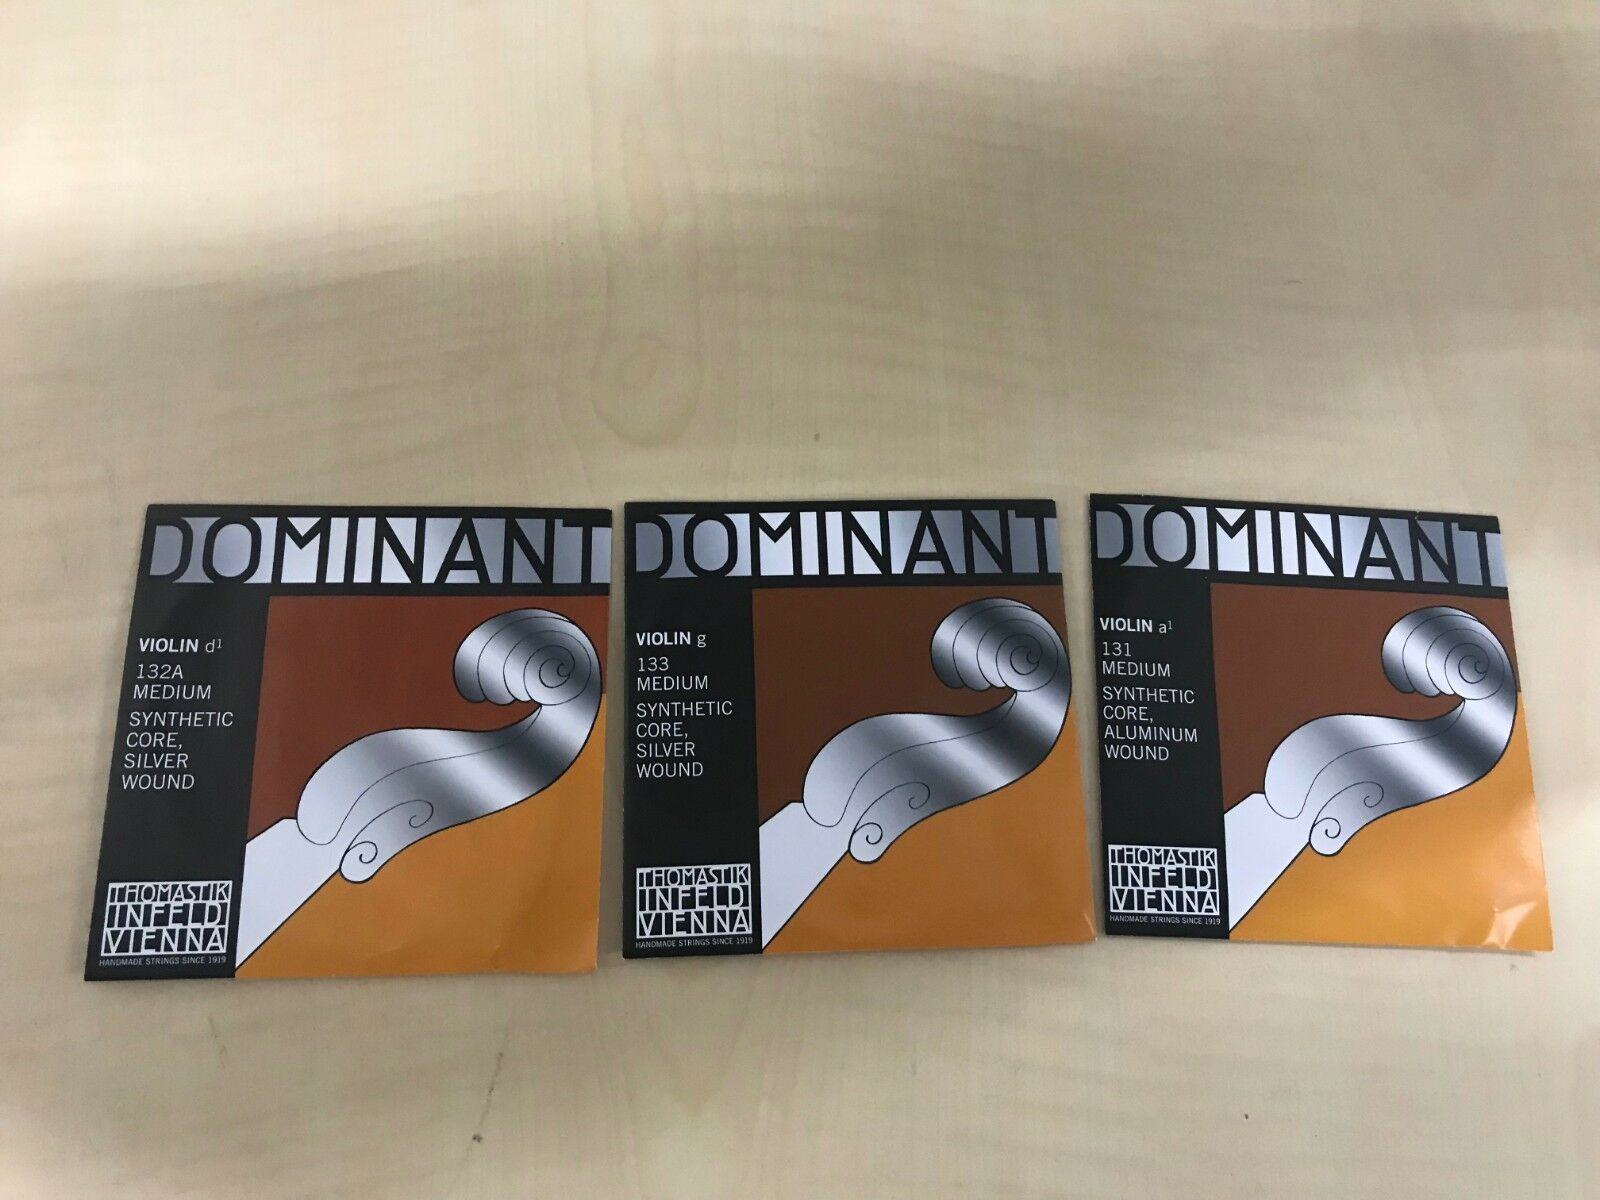 DOMINANT
VIOLIN d¹
132A
MEDIUM
SYNTHETIC
CORE,
SILVER
WOUND
THOMASTIK
INFELD
VIENNA
HANDMADE STRINGS SINCE 1919
DOMINANT
VIOLIN g
133
MEDIUM
SYNTHETIC
CORE,
SILVER
WOUND
THOMASTIK
INFELD
VIENNA
HANDMADE STRINGS SINCE 1919
DOMINANT
VIOLIN a¹
131
MEDIUM
SYNTHETIC
CORE,
ALUMINUM
WOUND
THOMASTIK
INFELD
VIENNA
HANDMADE STRINGS SINCE 1919